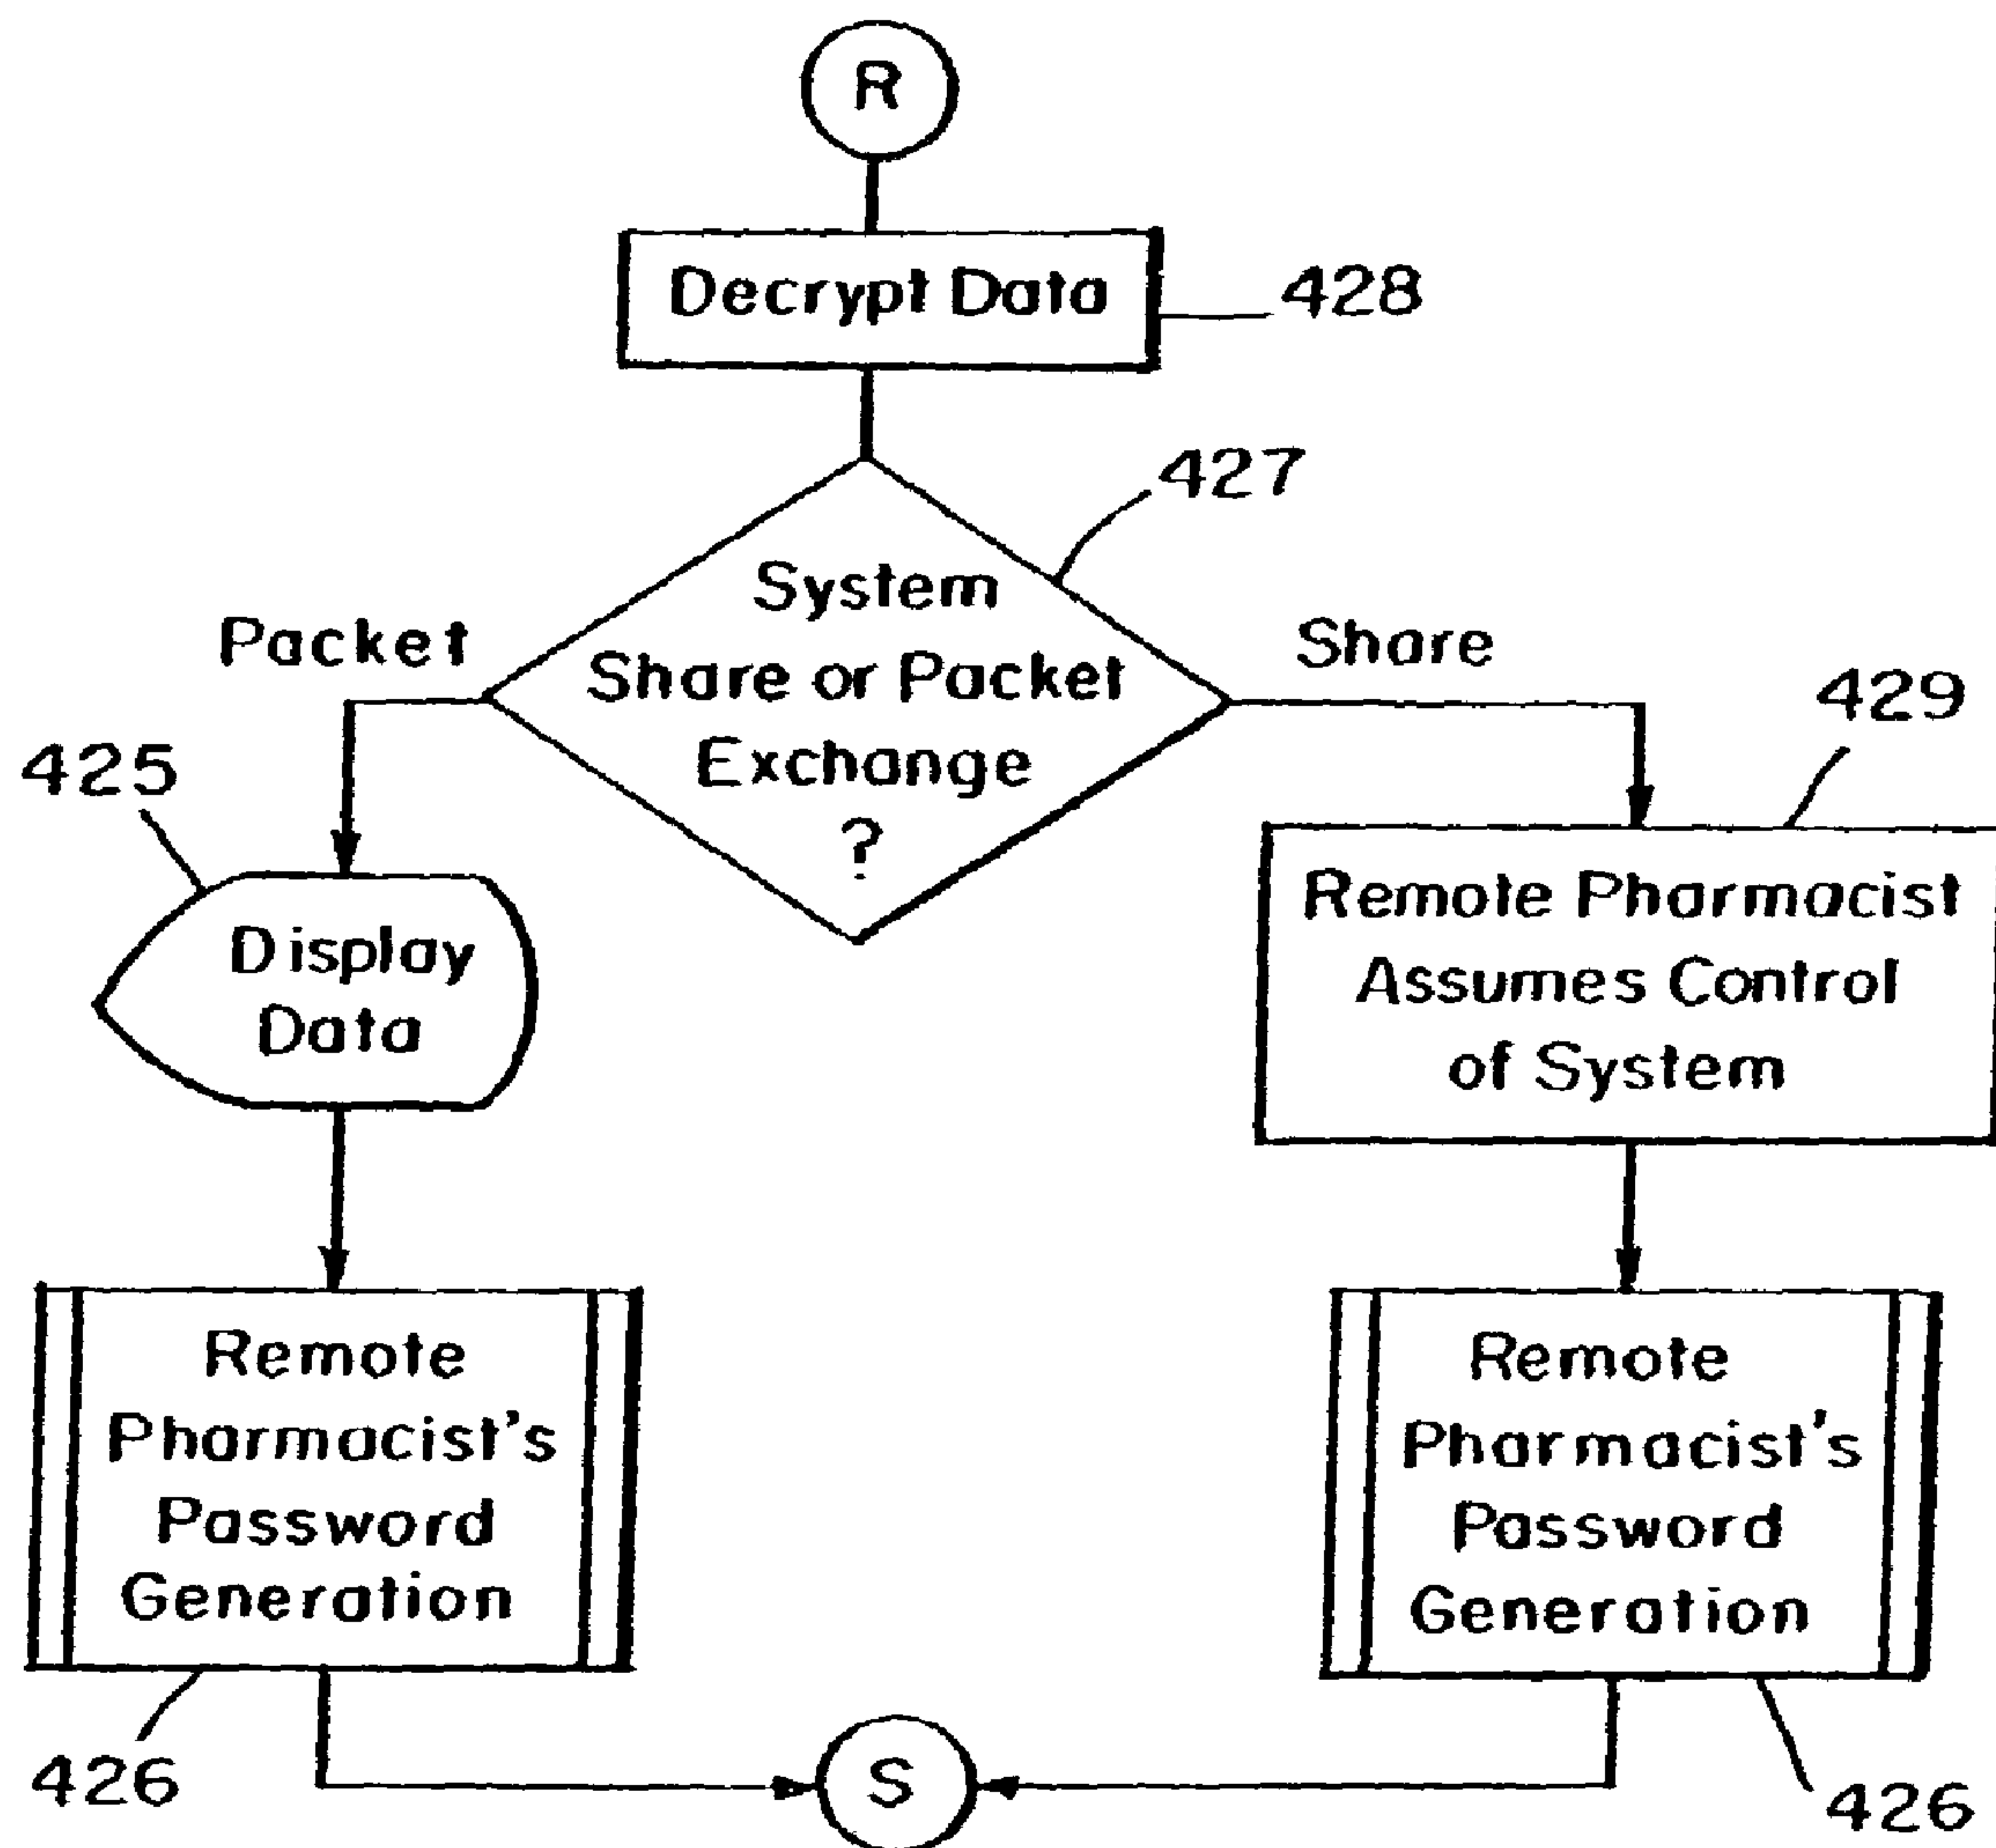 R
Decrypt Data
428
427
System
Share or Packet
Exchange
?
Packet
Share
429
425
Display
Data
Remote Pharmacist
Assumes Control
of System
Remote
Pharmacist's
Password
Generation
Remote
Pharmacist's
Password
Generation
426
S
426